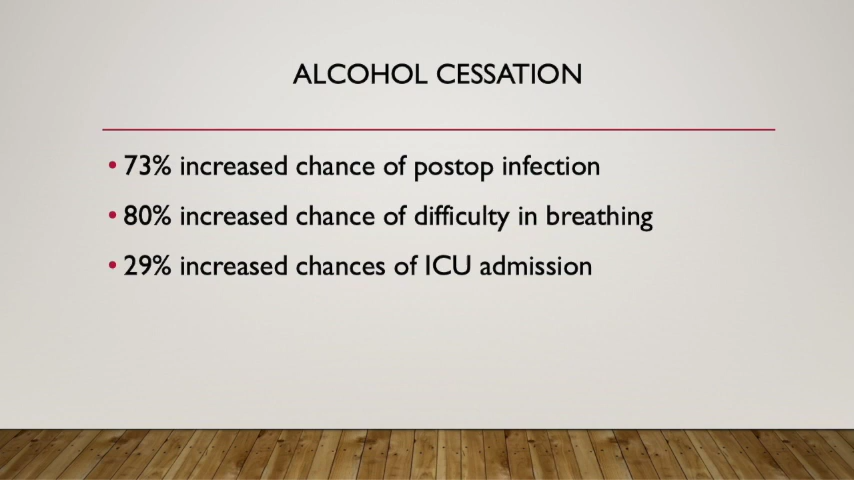 ALCOHOL CESSATION
• 73% increased chance of postop infection
• 80% increased chance of difficulty in breathing
• 29% increased chances of ICU admission